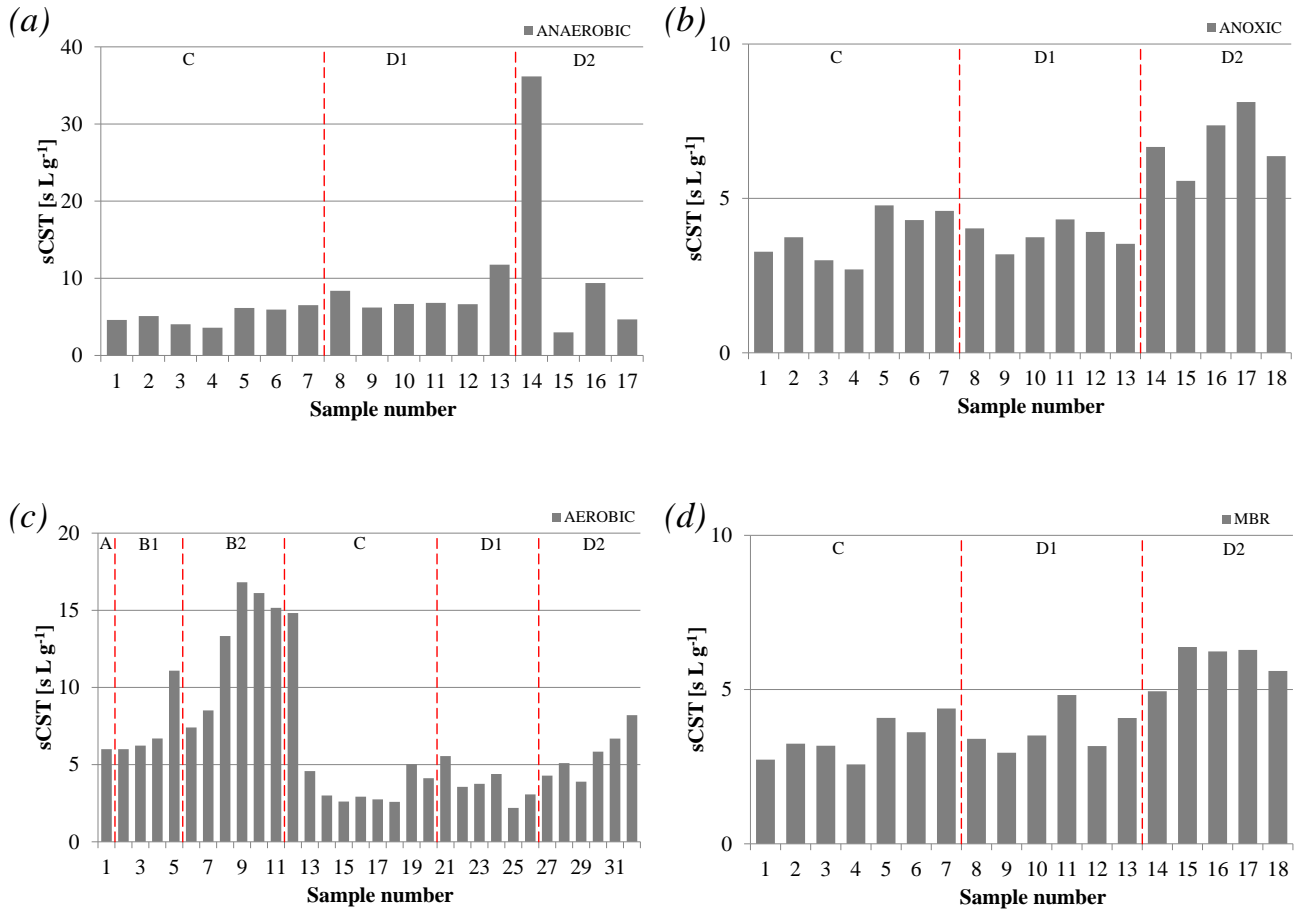 (a)
ANAEROBIC
C D1 D2
40
30
20
10
0
sCST [s L g-1]
1 2 3 4 5 6 7 8 9 10 11 12 13 14 15 16 17
Sample number
(b)
ANOXIC
C D1 D2
10
5
0
sCST [s L g-1]
1 2 3 4 5 6 7 8 9 10 11 12 13 14 15 16 17 18
Sample number
(c)
AEROBIC
A B1 B2 C D1 D2
20
15
10
5
0
sCST [s L g-1]
1 3 5 7 9 11 13 15 17 19 21 23 25 27 29 31
Sample number
(d)
MBR
C D1 D2
10
5
0
sCST [s L g-1]
1 2 3 4 5 6 7 8 9 10 11 12 13 14 15 16 17 18
Sample number